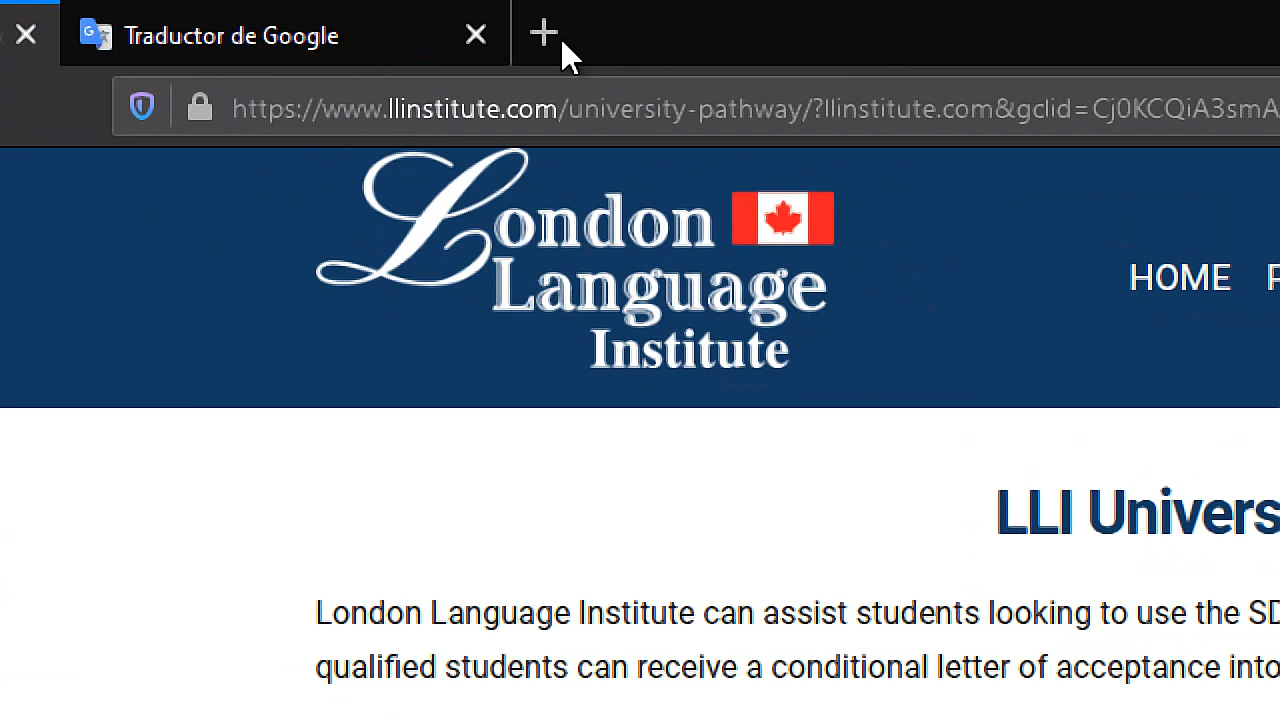 Traductor de Google
https://www.llinstitute.com/university-pathway/?llinstitute.com&gclid=Cj0KCQiA3smA
London
Language
Institute
HOME
LLI Univers
London Language Institute can assist students looking to use the SD
qualified students can receive a conditional letter of acceptance into